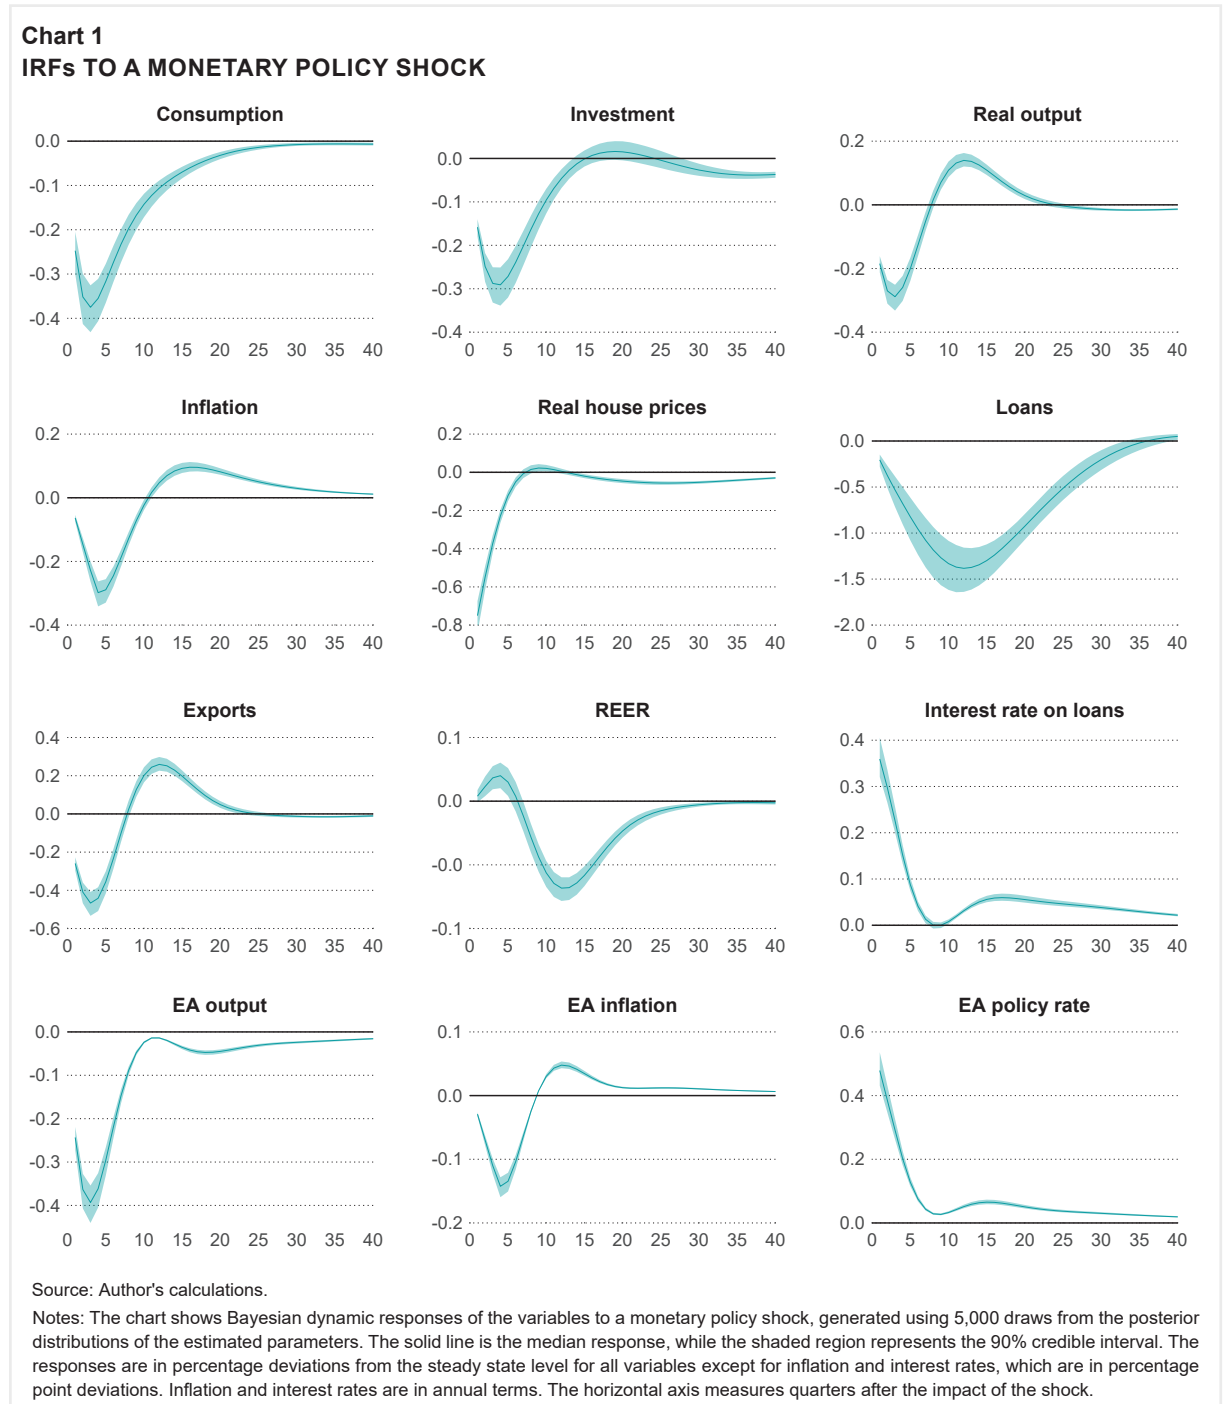 Chart 1
IRFs TO A MONETARY POLICY SHOCK
Consumption
0.0
-0.1
-0.2
-0.3
-0.4
0 5 10 15 20 25 30 35 40
Investment
0.0
-0.1
-0.2
-0.3
-0.4
0 5 10 15 20 25 30 35 40
Real output
0.2
0.0
-0.2
-0.4
0 5 10 15 20 25 30 35 40
Inflation
0.2
0.0
-0.2
-0.4
0 5 10 15 20 25 30 35 40
Real house prices
0.2
0.0
-0.2
-0.4
-0.6
-0.8
0 5 10 15 20 25 30 35 40
Loans
0.0
-0.5
-1.0
-1.5
-2.0
0 5 10 15 20 25 30 35 40
Exports
0.4
0.2
0.0
-0.2
-0.4
-0.6
0 5 10 15 20 25 30 35 40
REER
0.1
0.0
-0.0
-0.1
0 5 10 15 20 25 30 35 40
Interest rate on loans
0.4
0.3
0.2
0.1
0.0
0 5 10 15 20 25 30 35 40
EA output
0.0
-0.1
-0.2
-0.3
-0.4
0 5 10 15 20 25 30 35 40
EA inflation
0.1
0.0
-0.1
-0.2
0 5 10 15 20 25 30 35 40
EA policy rate
0.6
0.4
0.2
0.0
0 5 10 15 20 25 30 35 40
Source: Author's calculations.
Notes: The chart shows Bayesian dynamic responses of the variables to a monetary policy shock, generated using 5,000 draws from the posterior
distributions of the estimated parameters. The solid line is the median response, while the shaded region represents the 90% credible interval. The
responses are in percentage deviations from the steady state level for all variables except for inflation and interest rates, which are in percentage
point deviations. Inflation and interest rates are in annual terms. The horizontal axis measures quarters after the impact of the shock.